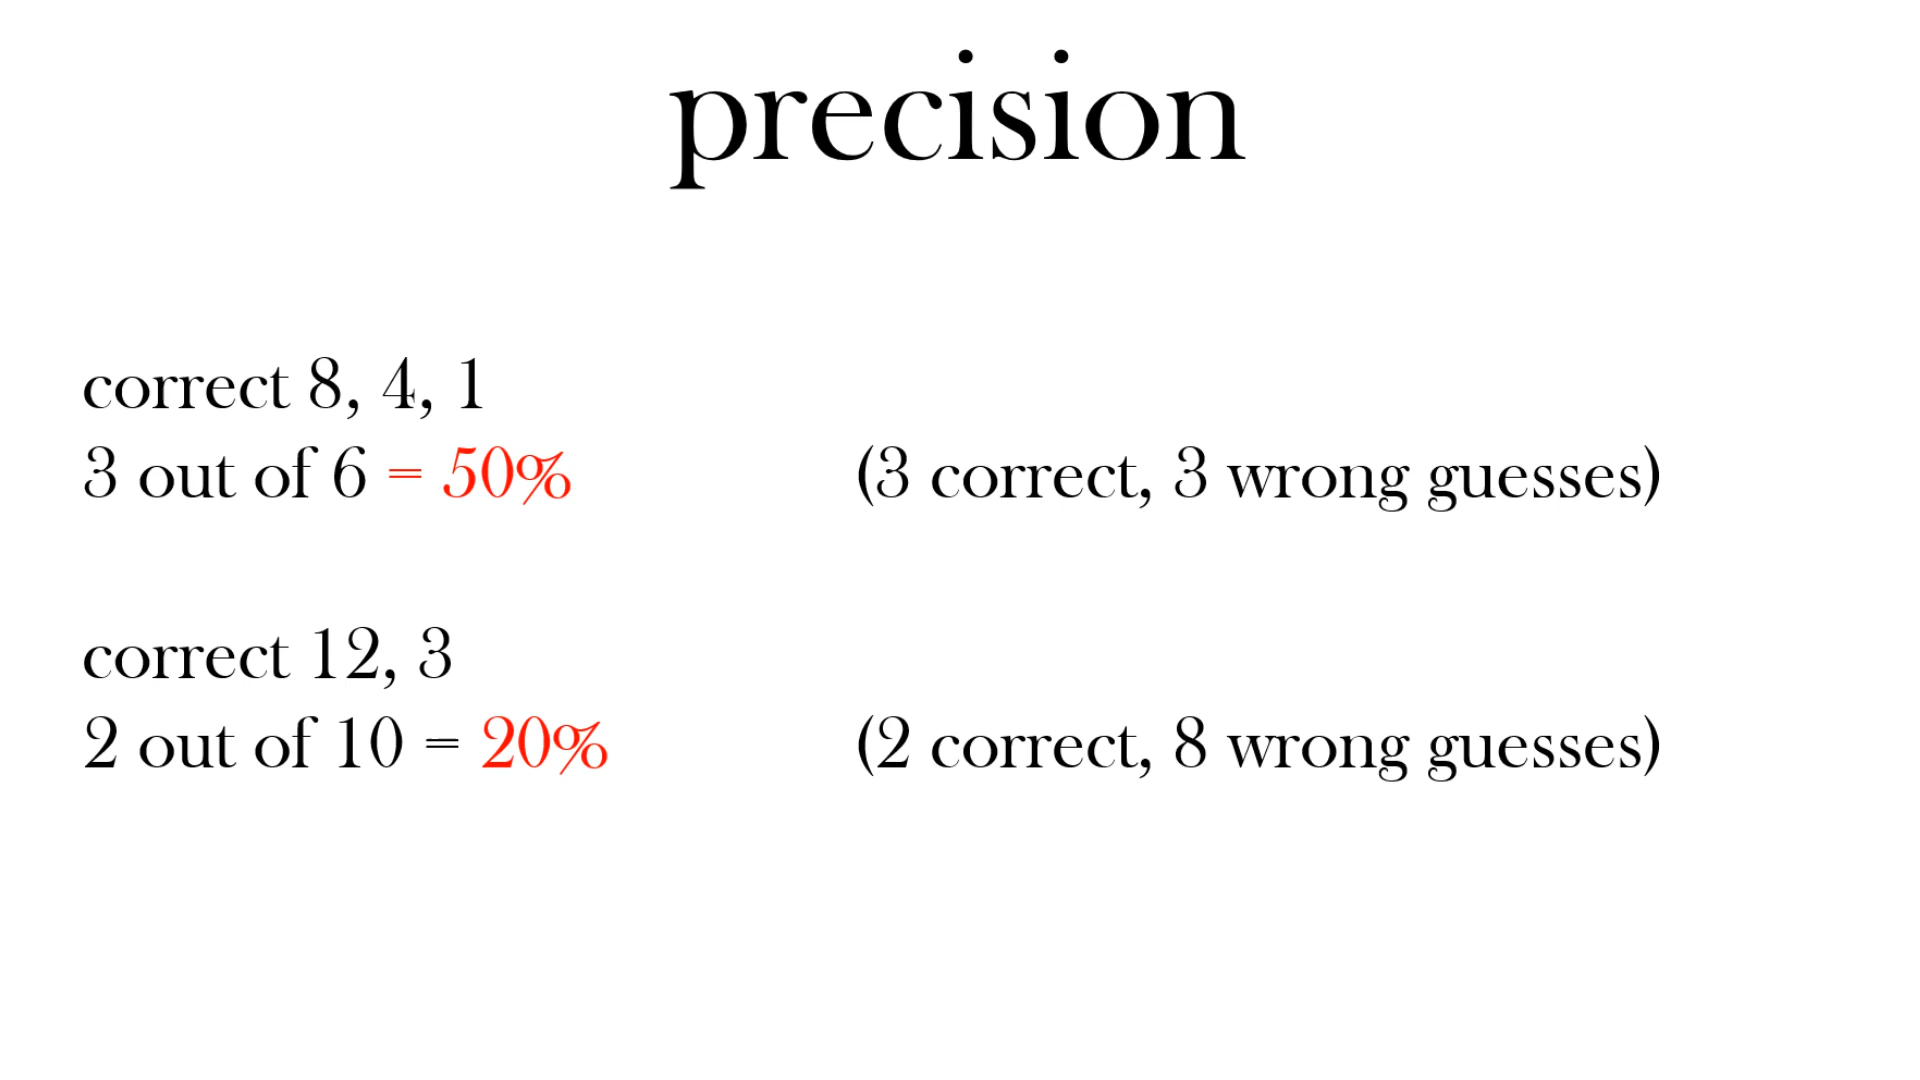 precision
correct 8, 4, 1
3 out of 6 = 50% (3 correct, 3 wrong guesses)
correct 12, 3
2 out of 10 = 20% (2 correct, 8 wrong guesses)